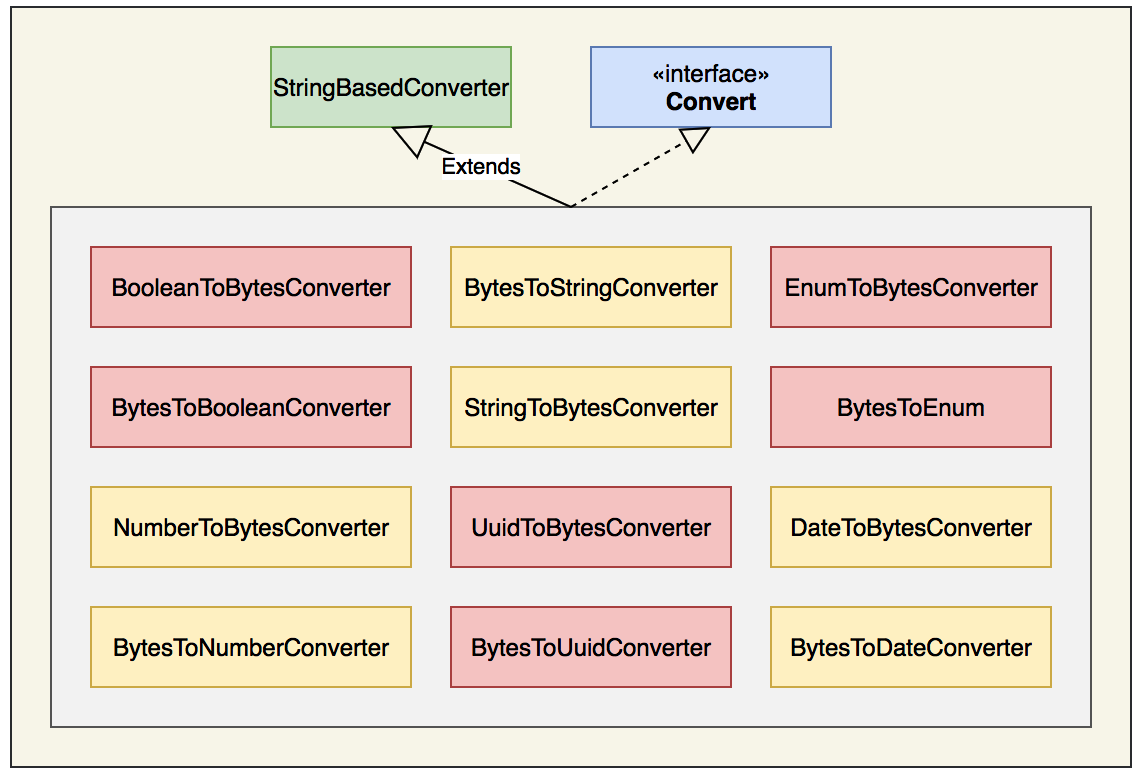 StringBasedConverter
«interface»
Convert
Extends
BooleanToBytesConverter
BytesToStringConverter
EnumToBytesConverter
BytesToBooleanConverter
StringToBytesConverter
BytesToEnum
NumberToBytesConverter
UuidToBytesConverter
DateToBytesConverter
BytesToNumberConverter
BytesToUuidConverter
BytesToDateConverter